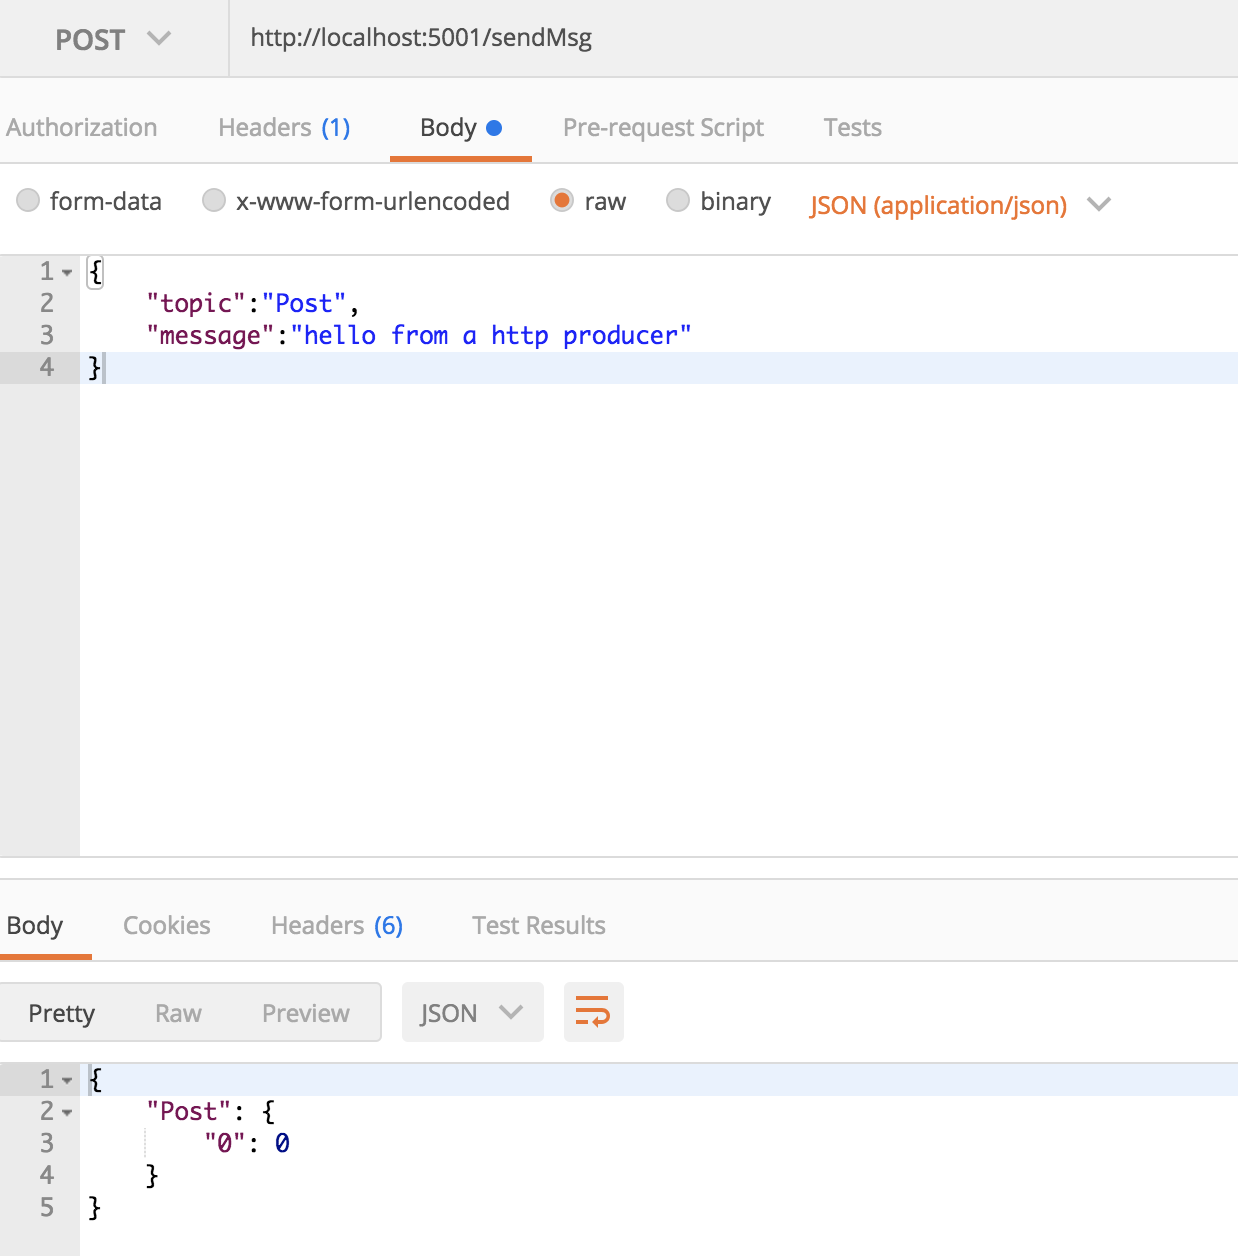 POST http://localhost:5001/sendMsg
Authorization Headers (1) Body Pre-request Script Tests
form-data x-www-form-urlencoded raw binary JSON (application/json)
1 {
2 "topic":"Post",
3 "message":"hello from a http producer"
4 }
Body Cookies Headers (6) Test Results
Pretty Raw Preview JSON
1 {
2 "Post": {
3 "0": 0
4 }
5 }